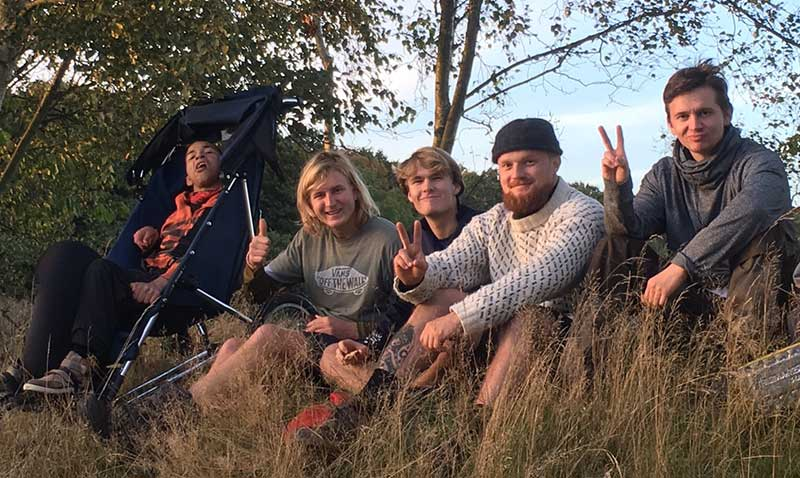 VANS
"OFF THE WALL"